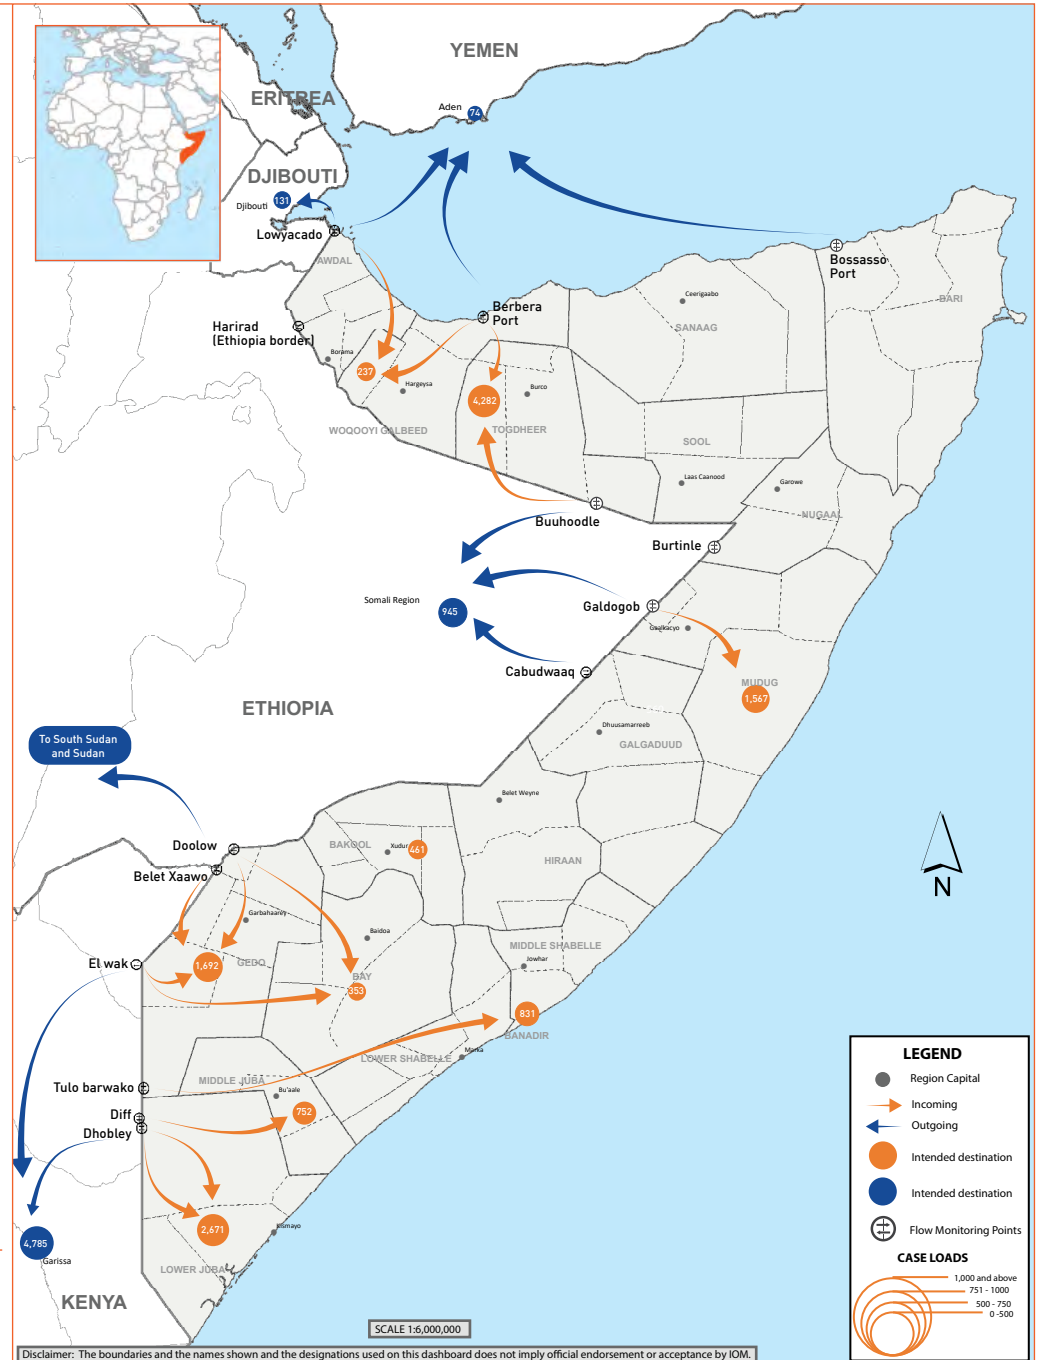 YEMEN
Aden
74
ERITREA
DJIBOUTI
Djibouti
131
Lowyacado
AWDAL
Bossasso
Port
BARI
Ceerigaabo
SANAAG
Berbera
Port
Harirad
(Ethiopia border)
Borama
237
Hargeysa
4,282
Burco
WOQOOYI GALBEED
TOGDHEER
SOOL
Laas Caanood
Garowe
NUGAAL
Buuhoodle
Burtinle
Somali Region
945
Galdogob
Gaalkacyo
Cabudwaaq
MUDUG
1,567
ETHIOPIA
Dhuusamarreeb
GALGADUUD
To South Sudan
and Sudan
Belet Weyne
Doolow
BAKOOL
Xudur
461
HIRAAN
Belet Xaawo
Garbahaarey
Baidoa
MIDDLE SHABELLE
Jowhar
El wak
1,692
GEDO
BAY
353
831
BANADIR
LOWER SHABELLE
Marka
Tulo barwako
MIDDLE JUBA
Bu'aale
Diff
752
Dhobley
2,671
Kismayo
4,785
Garissa
LOWER JUBA
KENYA
N
LEGEND
Region Capital
Incoming
Outgoing
Intended destination
Intended destination
Flow Monitoring Points
CASE LOADS
1,000 and above
751 - 1000
500 - 750
0 -500
SCALE 1:6,000,000
Disclaimer: The boundaries and the names shown and the designations used on this dashboard does not imply official endorsement or acceptance by IOM.